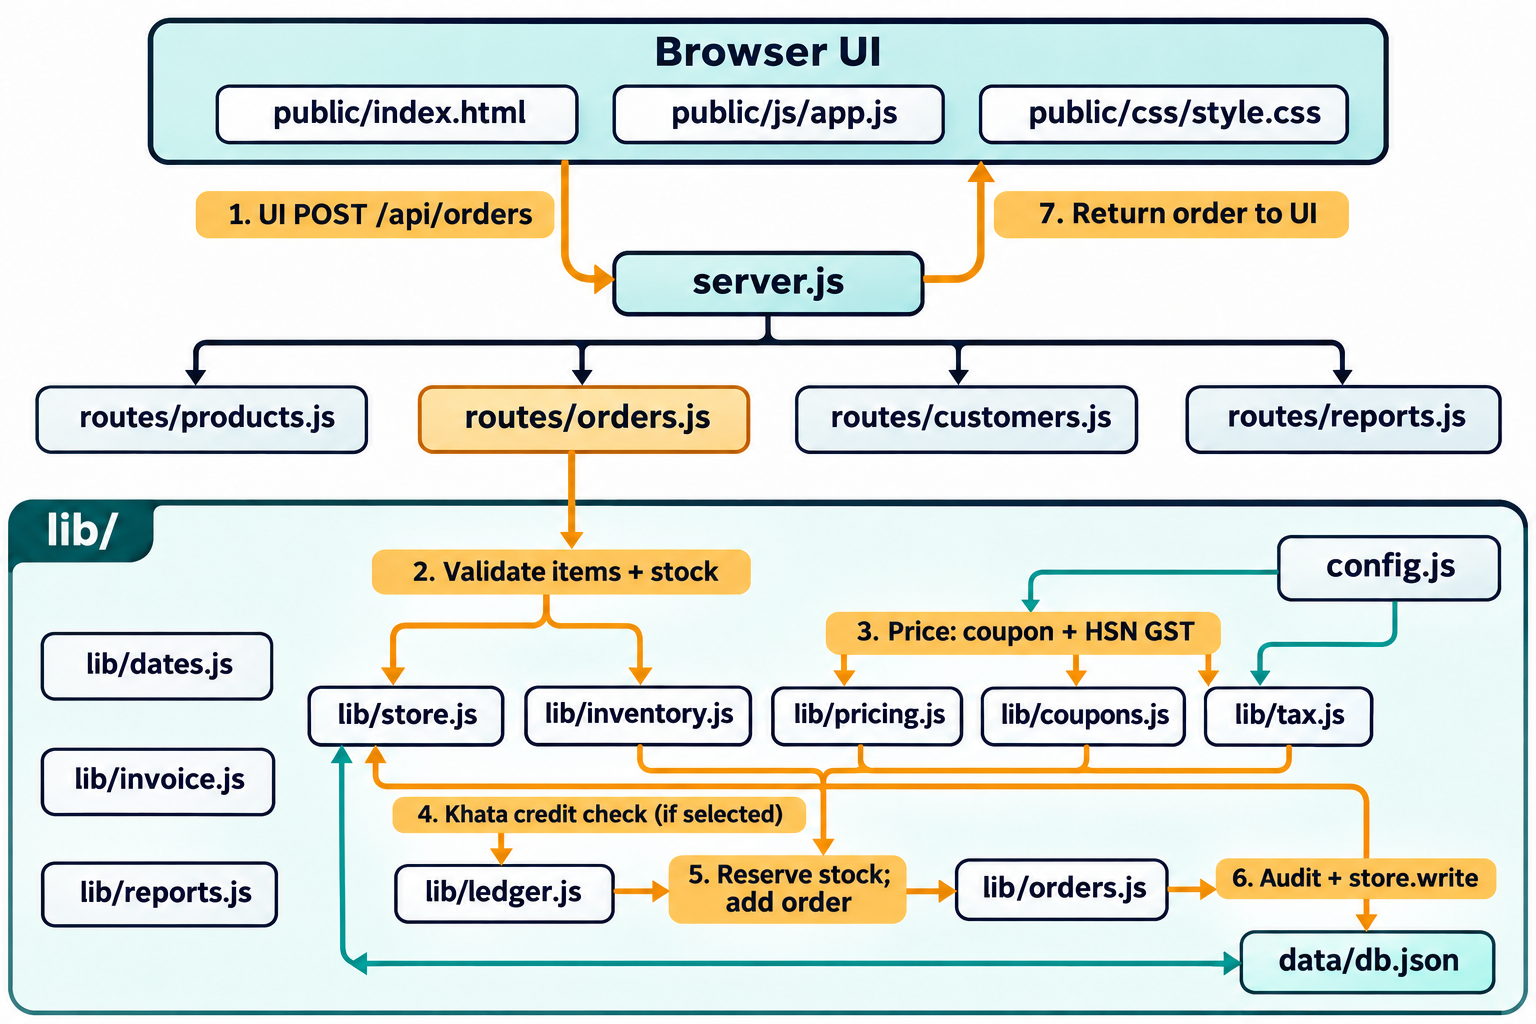 Browser UI
public/index.html
public/js/app.js
public/css/style.css
1. UI POST /api/orders
7. Return order to UI
server.js
routes/products.js
routes/orders.js
routes/customers.js
routes/reports.js
lib/
2. Validate items + stock
config.js
3. Price: coupon + HSN GST
lib/dates.js
lib/store.js
lib/inventory.js
lib/pricing.js
lib/coupons.js
lib/tax.js
lib/invoice.js
4. Khata credit check (if selected)
lib/reports.js
lib/ledger.js
5. Reserve stock;
add order
lib/orders.js
6. Audit + store.write
data/db.json